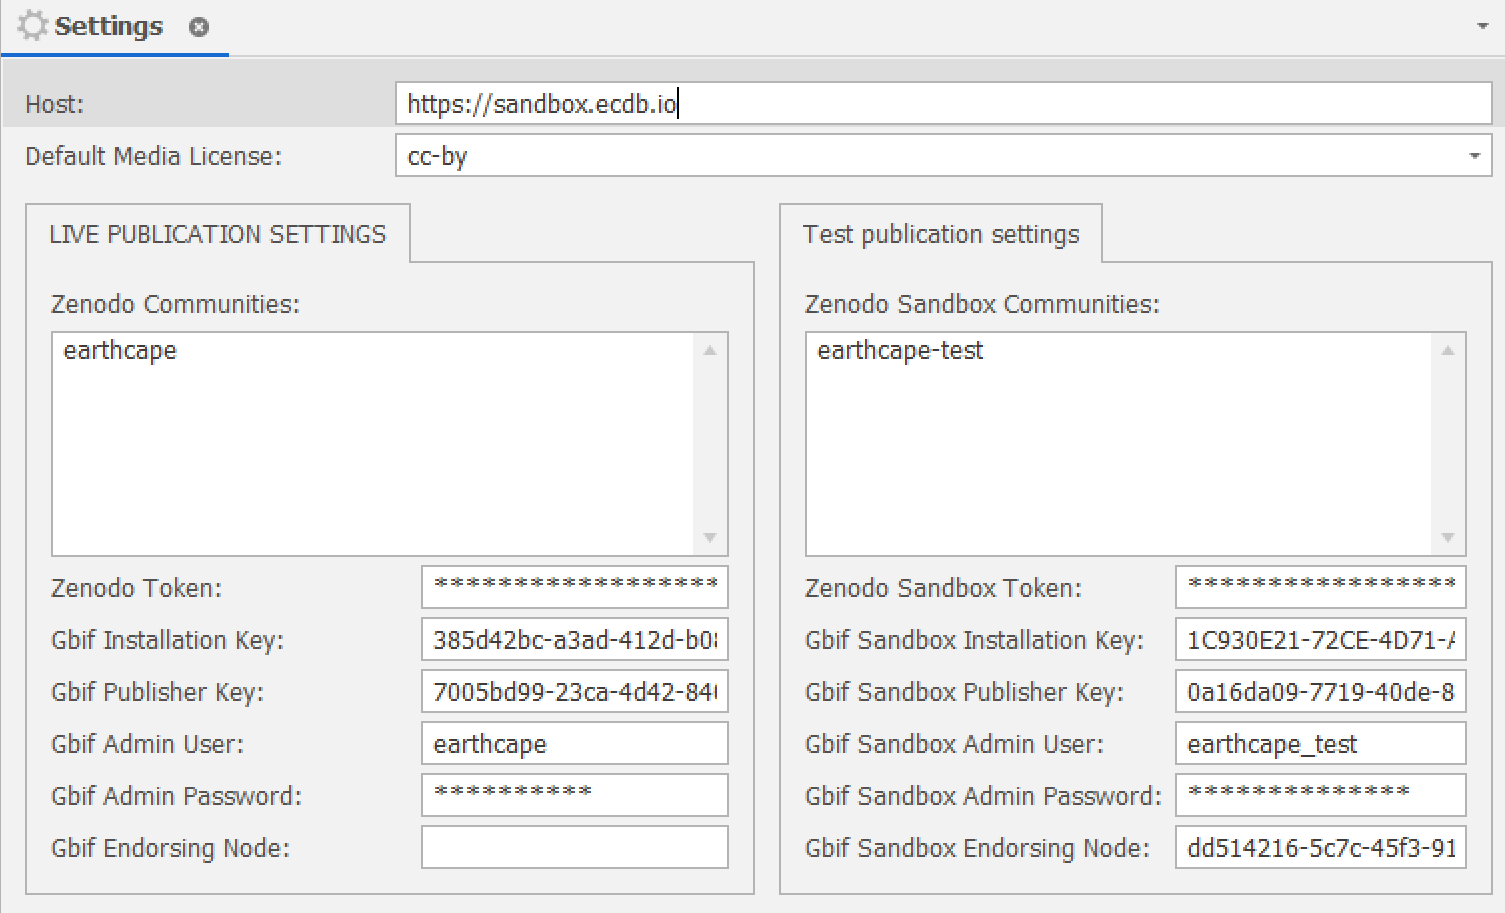 Settings
Host: https://sandbox.ecdb.io
Default Media License: cc-by
LIVE PUBLICATION SETTINGS
Zenodo Communities:
earthcape
Zenodo Token: ******************
Gbif Installation Key: 385d42bc-a3ad-412d-b0
Gbif Publisher Key: 7005bd99-23ca-4d42-84
Gbif Admin User: earthcape
Gbif Admin Password: **********
Gbif Endorsing Node:
Test publication settings
Zenodo Sandbox Communities:
earthcape-test
Zenodo Sandbox Token: *****************
Gbif Sandbox Installation Key: 1C930E21-72CE-4D71-
Gbif Sandbox Publisher Key: 0a16da09-7719-40de-8
Gbif Sandbox Admin User: earthcape_test
Gbif Sandbox Admin Password: **************
Gbif Sandbox Endorsing Node: dd514216-5c7c-45f3-91